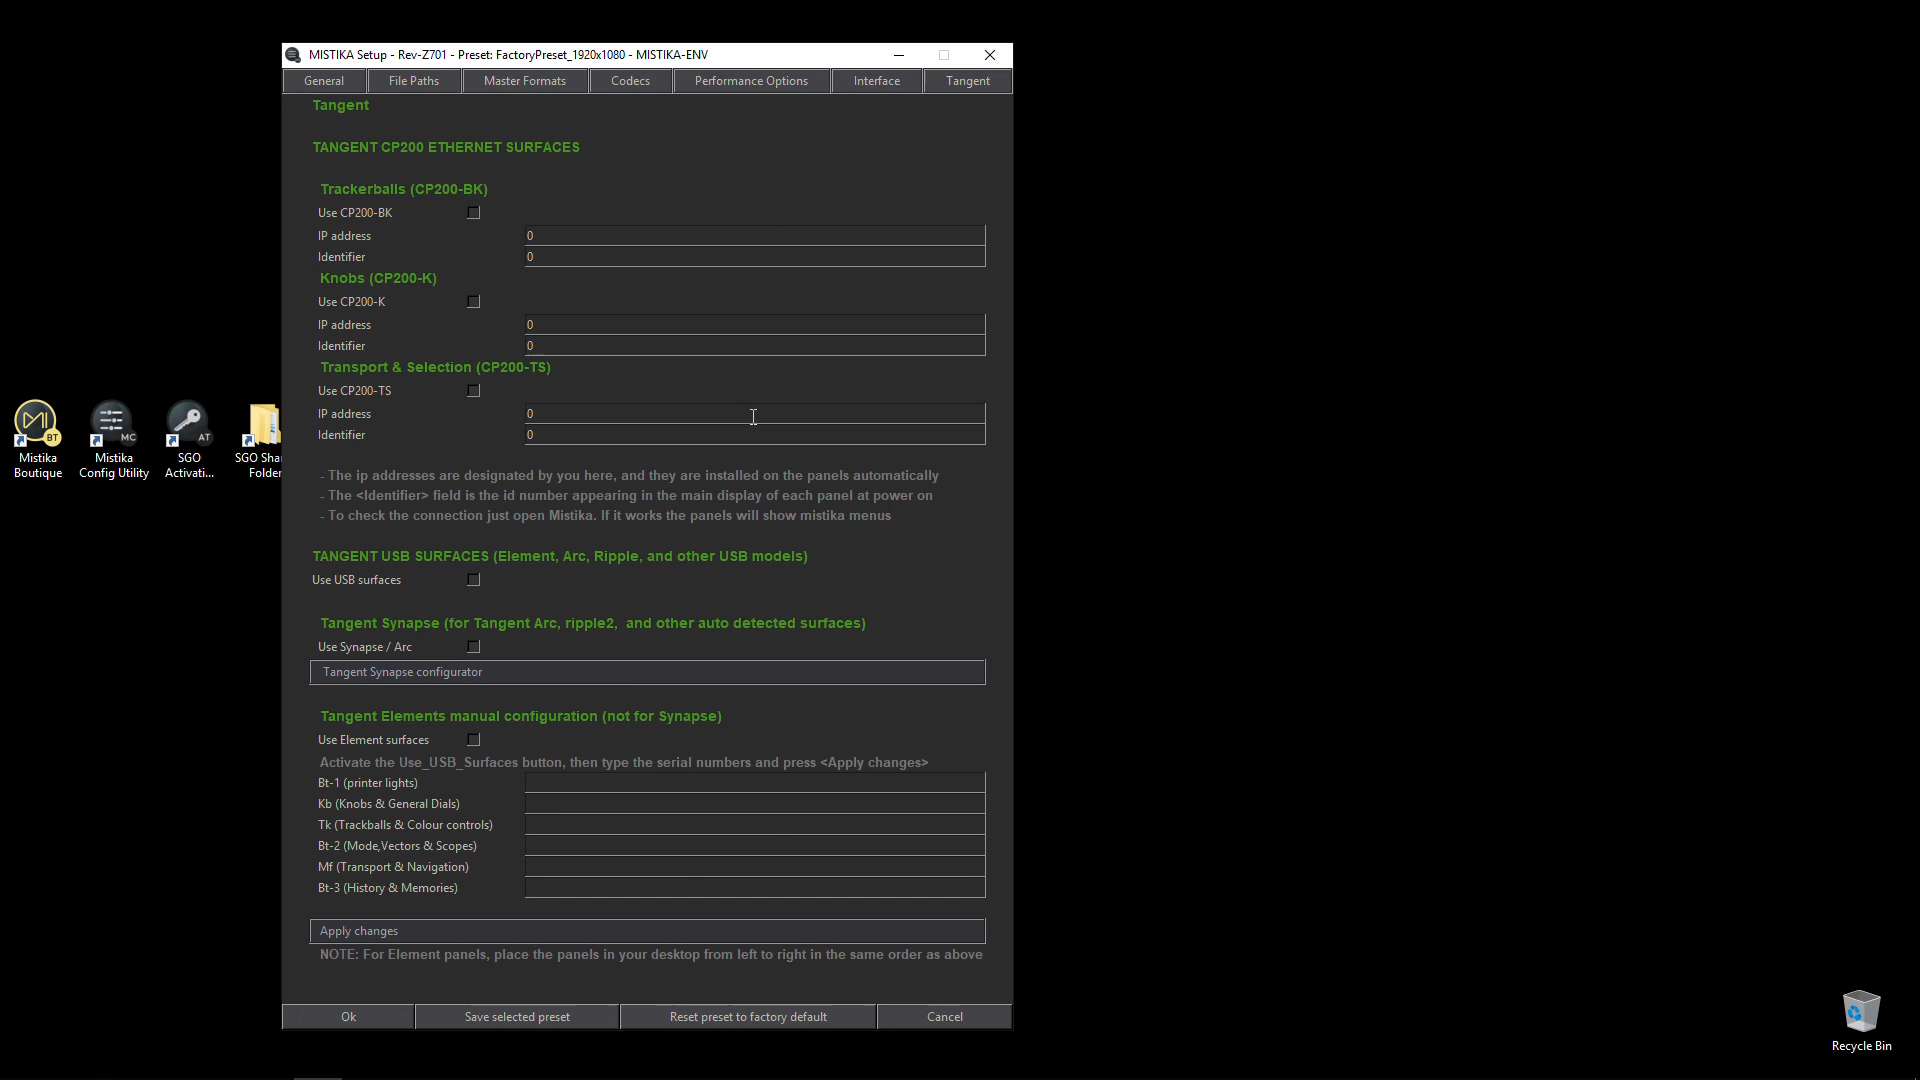 MISTIKA Setup - Rev-Z701 - Preset: FactoryPreset_1920x1080 - MISTIKA-ENV
General
File Paths
Master Formats
Codecs
Performance Options
Interface
Tangent
Tangent
TANGENT CP200 ETHERNET SURFACES
Trackerballs (CP200-BK)
Use CP200-BK
IP address 0
Identifier 0
Knobs (CP200-K)
Use CP200-K
IP address 0
Identifier 0
Transport & Selection (CP200-TS)
Use CP200-TS
IP address 0
Identifier 0
- The ip addresses are designated by you here, and they are installed on the panels automatically
- The <Identifier> field is the id number appearing in the main display of each panel at power on
- To check the connection just open Mistika. If it works the panels will show mistika menus
TANGENT USB SURFACES (Element, Arc, Ripple, and other USB models)
Use USB surfaces
Tangent Synapse (for Tangent Arc, ripple2, and other auto detected surfaces)
Use Synapse / Arc
Tangent Synapse configurator
Tangent Elements manual configuration (not for Synapse)
Use Element surfaces
Activate the Use_USB_Surfaces button, then type the serial numbers and press <Apply changes>
Bt-1 (printer lights)
Kb (Knobs & General Dials)
Tk (Trackballs & Colour controls)
Bt-2 (Mode,Vectors & Scopes)
Mf (Transport & Navigation)
Bt-3 (History & Memories)
Apply changes
NOTE: For Element panels, place the panels in your desktop from left to right in the same order as above
Ok
Save selected preset
Reset preset to factory default
Cancel
BT
Mistika
Boutique
MC
Mistika
Config Utility
AT
SGO
Activati...
SGO Sha
Folder
Recycle Bin